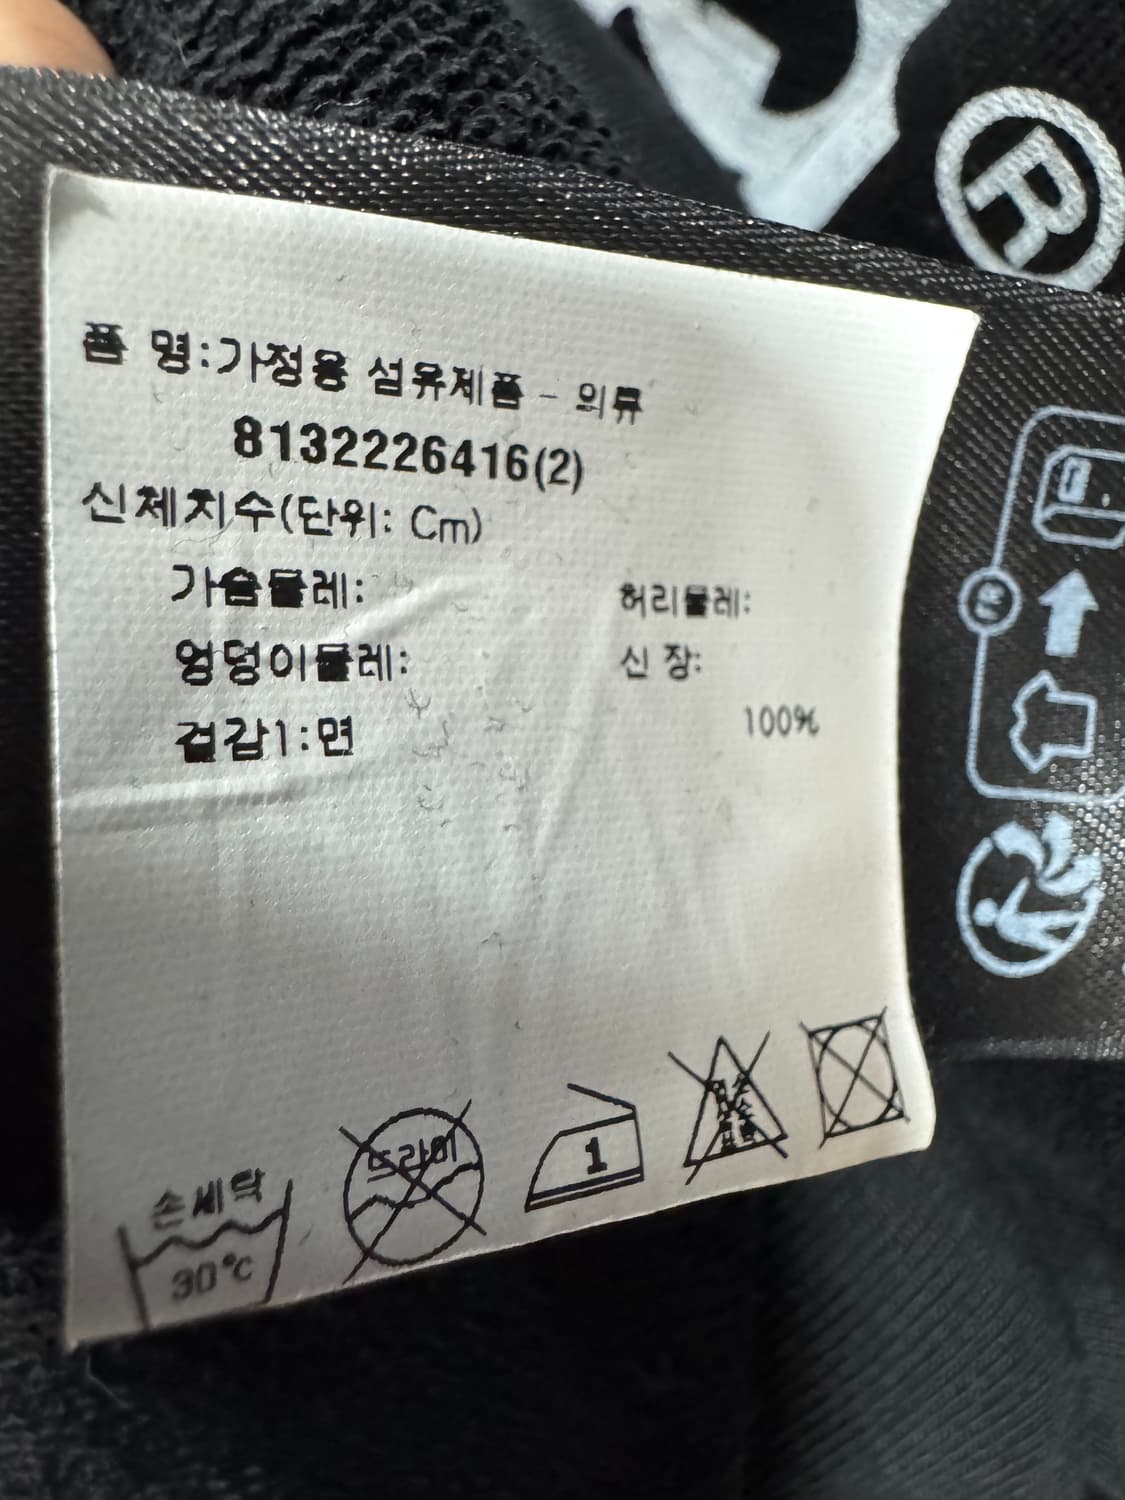 품 명:가정용 섬유제품 - 의류
8132226416(2)
신체치수(단위: Cm)
가슴둘레:
허리둘레:
엉덩이둘레:
신 장:
겉감1:면 100%
손세탁
30℃
드라이
1
®